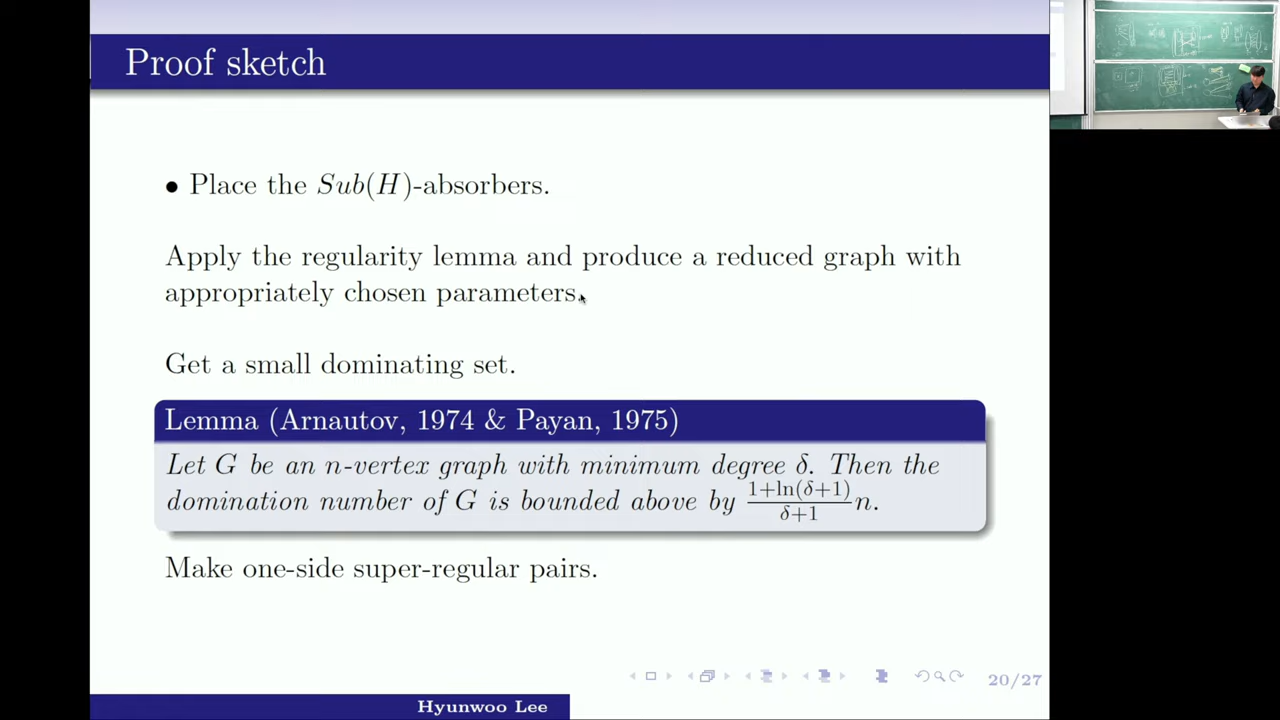 Proof sketch
• Place the Sub(H)-absorbers.
Apply the regularity lemma and produce a reduced graph with
appropriately chosen parameters.
Get a small dominating set.
Lemma (Arnautov, 1974 & Payan, 1975)
Let G be an n-vertex graph with minimum degree δ. Then the
domination number of G is bounded above by \frac{1+\ln(δ+1)}{δ+1}n.
Make one-side super-regular pairs.
20/27
Hyunwoo Lee